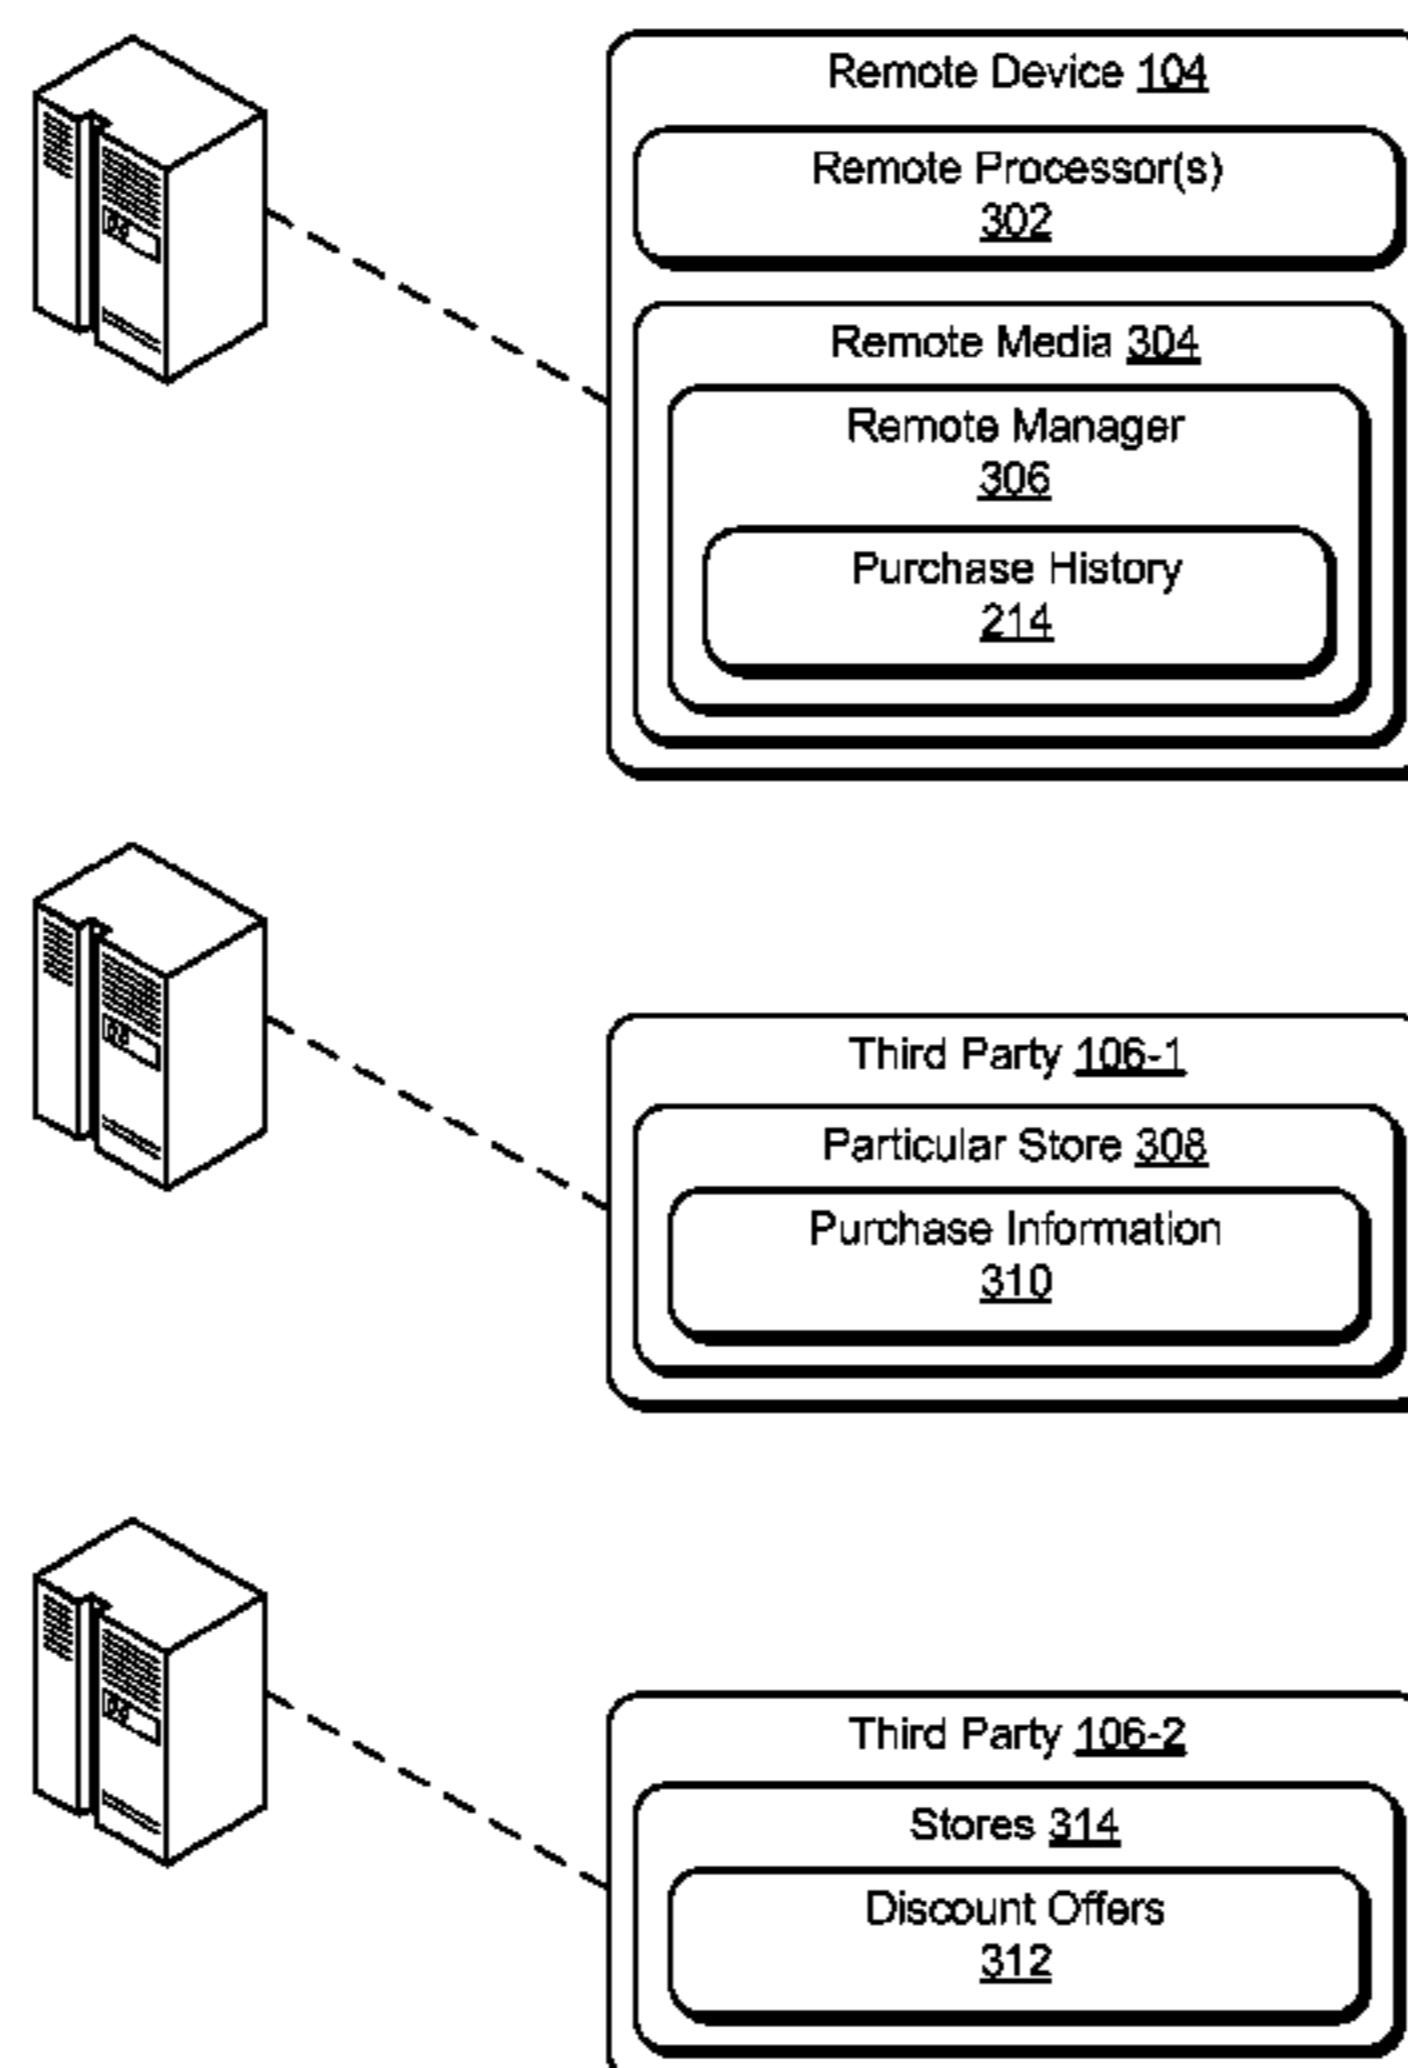 Remote Device 104
Remote Processor(s)
302
Remote Media 304
Remote Manager
306
Purchase History
214
Third Party 106-1
Particular Store 308
Purchase Information
310
Third Party 106-2
Stores 314
Discount Offers
312